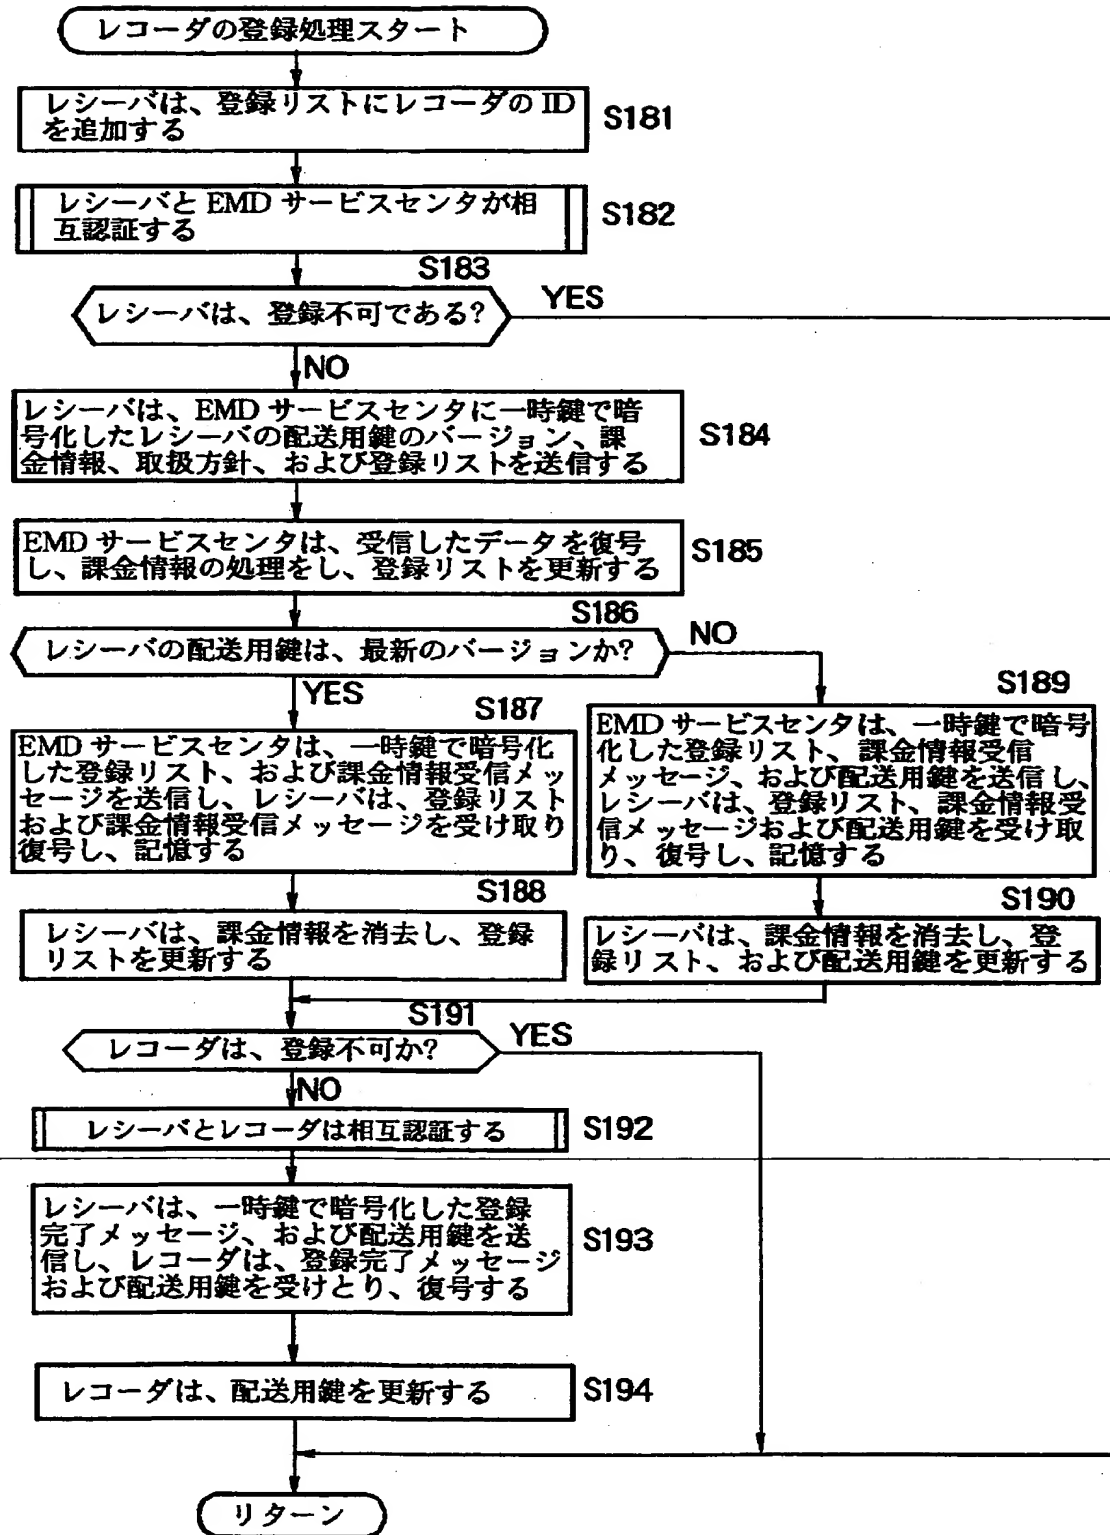 レコーダの登録処理スタート
レシーバは、登録リストにレコーダの ID
を追加する
S181
レシーバと EMD サービスセンタが相
互認証する
S182
S183
レシーバは、登録不可である?
YES
NO
レシーバは、EMD サービスセンタに一時鍵で暗
号化したレシーバの配送用鍵のバージョン、課
金情報、取扱方針、および登録リストを送信する
S184
EMD サービスセンタは、受信したデータを復号
し、課金情報の処理をし、登録リストを更新する
S185
S186
レシーバの配送用鍵は、最新のバージョンか?
NO
YES
S187
EMD サービスセンタは、一時鍵で暗号化
した登録リスト、および課金情報受信メッ
セージを送信し、レシーバは、登録リスト
および課金情報受信メッセージを受け取り
復号し、記憶する
S189
EMD サービスセンタは、一時鍵で暗号
化した登録リスト、課金情報受信
メッセージ、および配送用鍵を送信し、
レシーバは、登録リスト、課金情報受
信メッセージおよび配送用鍵を受け取
り、復号し、記憶する
S188
レシーバは、課金情報を消去し、登録
リストを更新する
S190
レシーバは、課金情報を消去し、登
録リスト、および配送用鍵を更新する
S191
レコーダは、登録不可か?
YES
NO
レシーバとレコーダは相互認証する
S192
レシーバは、一時鍵で暗号化した登録
完了メッセージ、および配送用鍵を送
信し、レコーダは、登録完了メッセージ
および配送用鍵を受けとり、復号する
S193
レコーダは、配送用鍵を更新する
S194
リターン